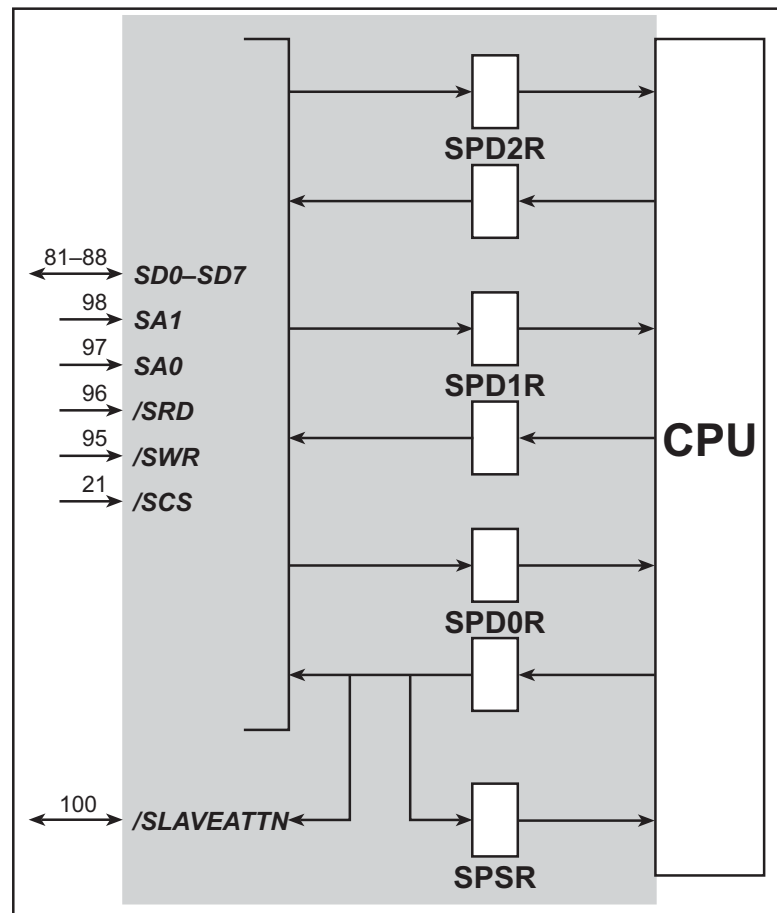 SPD2R
81–88
SD0–SD7
98
SA1
97
SA0
SPD1R
96
/SRD
95
/SWR
CPU
21
/SCS
SPD0R
100
/SLAVEATTN
SPSR